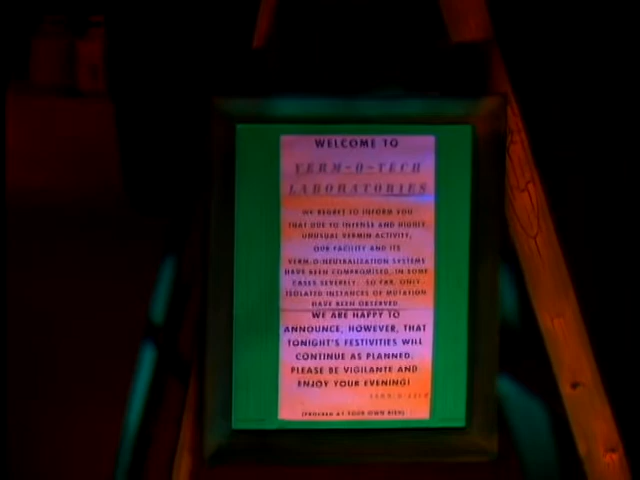 WELCOME TO
VERM-O-TECH
LABORATORIES
WE REGRET TO INFORM YOU
THAT DUE TO INTENSE AND HIGHLY
UNUSUAL VERMIN ACTIVITY,
OUR FACILITY AND ITS
VERM-O-NEUTRALIZATION SYSTEMS
HAVE BEEN COMPROMISED, IN SOME
CASES SEVERELY. SO FAR, ONLY
ISOLATED INSTANCES OF MUTATION
HAVE BEEN OBSERVED.
WE ARE HAPPY TO
ANNOUNCE, HOWEVER, THAT
TONIGHT'S FESTIVITIES WILL
CONTINUE AS PLANNED.
PLEASE BE VIGILANTE AND
ENJOY YOUR EVENING!
(PROCEED AT YOUR OWN RISK)